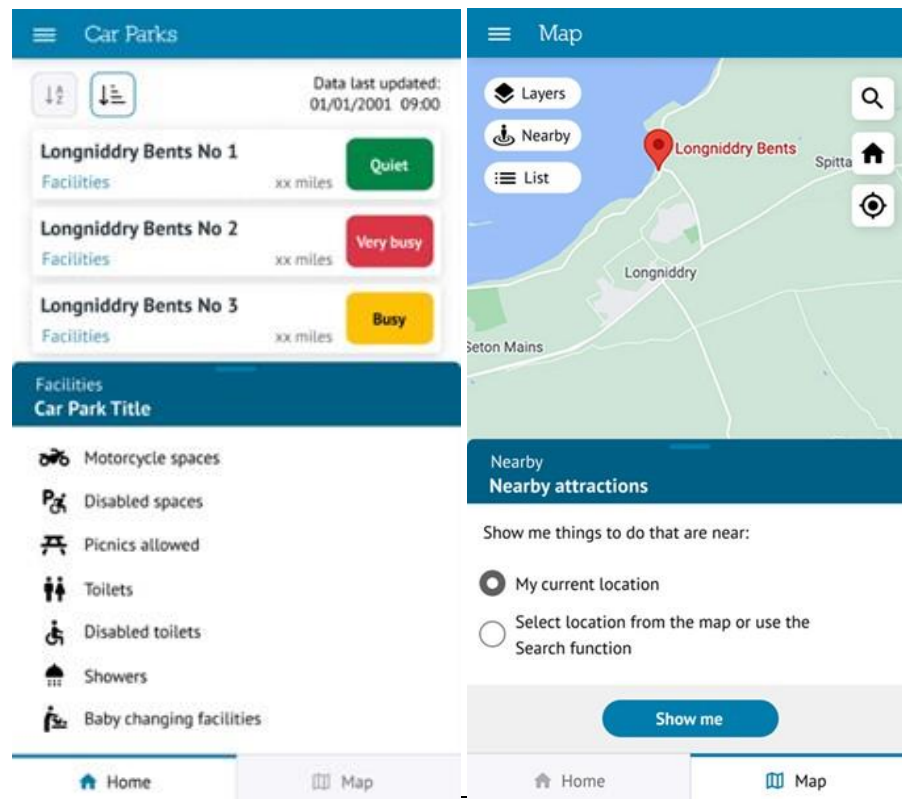 Car Parks
Data last updated:
01/01/2001 09:00
Longniddry Bents No 1
Facilities
xx miles
Quiet
Longniddry Bents No 2
Facilities
xx miles
Very busy
Longniddry Bents No 3
Facilities
xx miles
Busy
Facilities
Car Park Title
Motorcycle spaces
Disabled spaces
Picnics allowed
Toilets
Disabled toilets
Showers
Baby changing facilities
Home
Map
Map
Layers
Nearby
List
Longniddry Bents
Spitta
Longniddry
Seton Mains
Nearby
Nearby attractions
Show me things to do that are near:
My current location
Select location from the map or use the
Search function
Show me
Home
Map